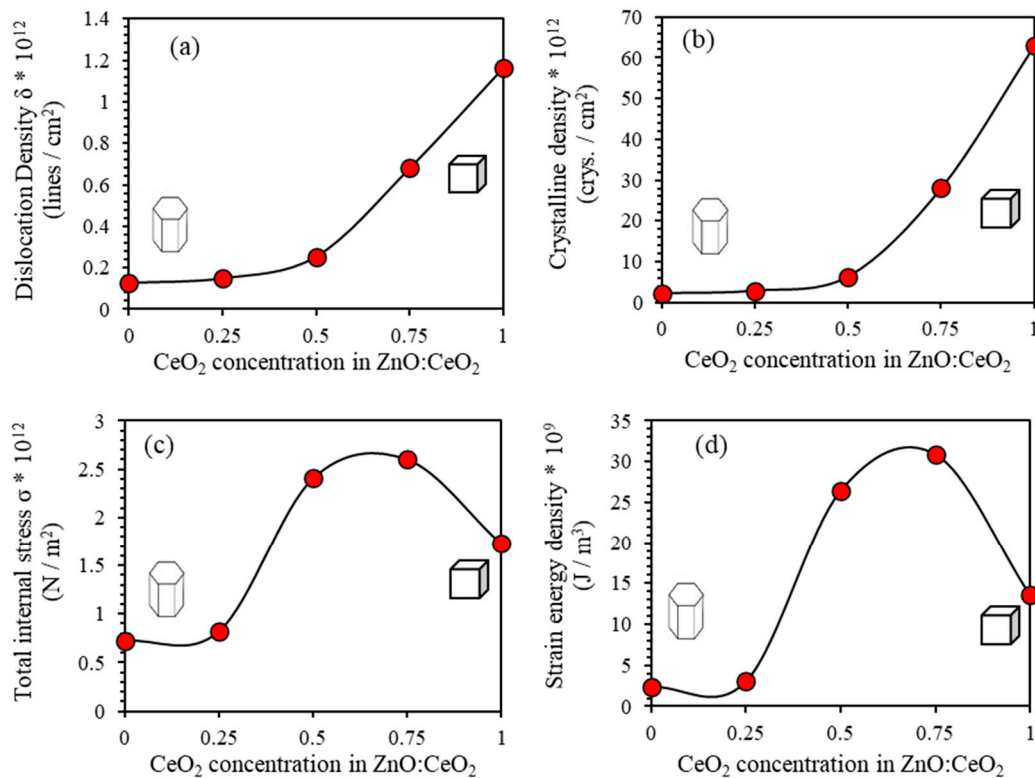 (a)
Dislocation Density δ * 10¹²
(lines / cm²)
1.4
1.2
1
0.8
0.6
0.4
0.2
0
0 0.25 0.5 0.75 1
CeO₂ concentration in ZnO:CeO₂
(b)
Crystalline density * 10¹²
(crys. / cm²)
70
60
50
40
30
20
10
0
0 0.25 0.5 0.75 1
CeO₂ concentration in ZnO:CeO₂
(c)
Total internal stress σ * 10¹²
(N / m²)
3
2.5
2
1.5
1
0.5
0
0 0.25 0.5 0.75 1
CeO₂ concentration in ZnO:CeO₂
(d)
Strain energy density * 10⁹
(J / m³)
35
30
25
20
15
10
5
0
0 0.25 0.5 0.75 1
CeO₂ concentration in ZnO:CeO₂